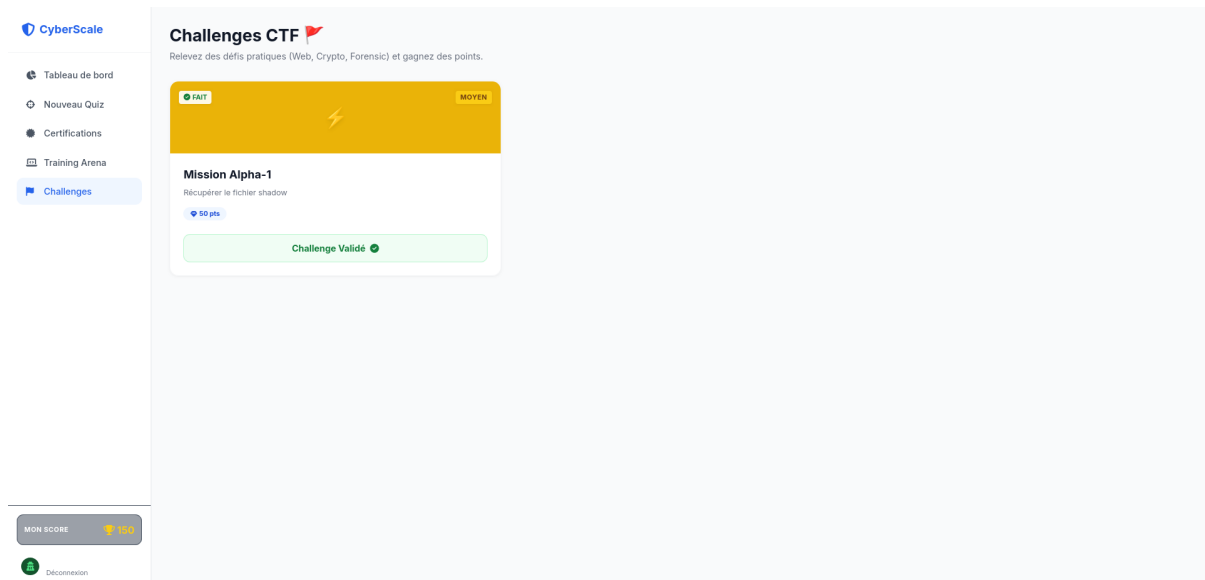 CyberScale
Tableau de bord
Nouveau Quiz
Certifications
Training Arena
Challenges
MON SCORE
150
Déconnexion
Challenges CTF
Relevez des défis pratiques (Web, Crypto, Forensic) et gagnez des points.
FAIT
MOYEN
Mission Alpha-1
Récupérer le fichier shadow
50 pts
Challenge Validé